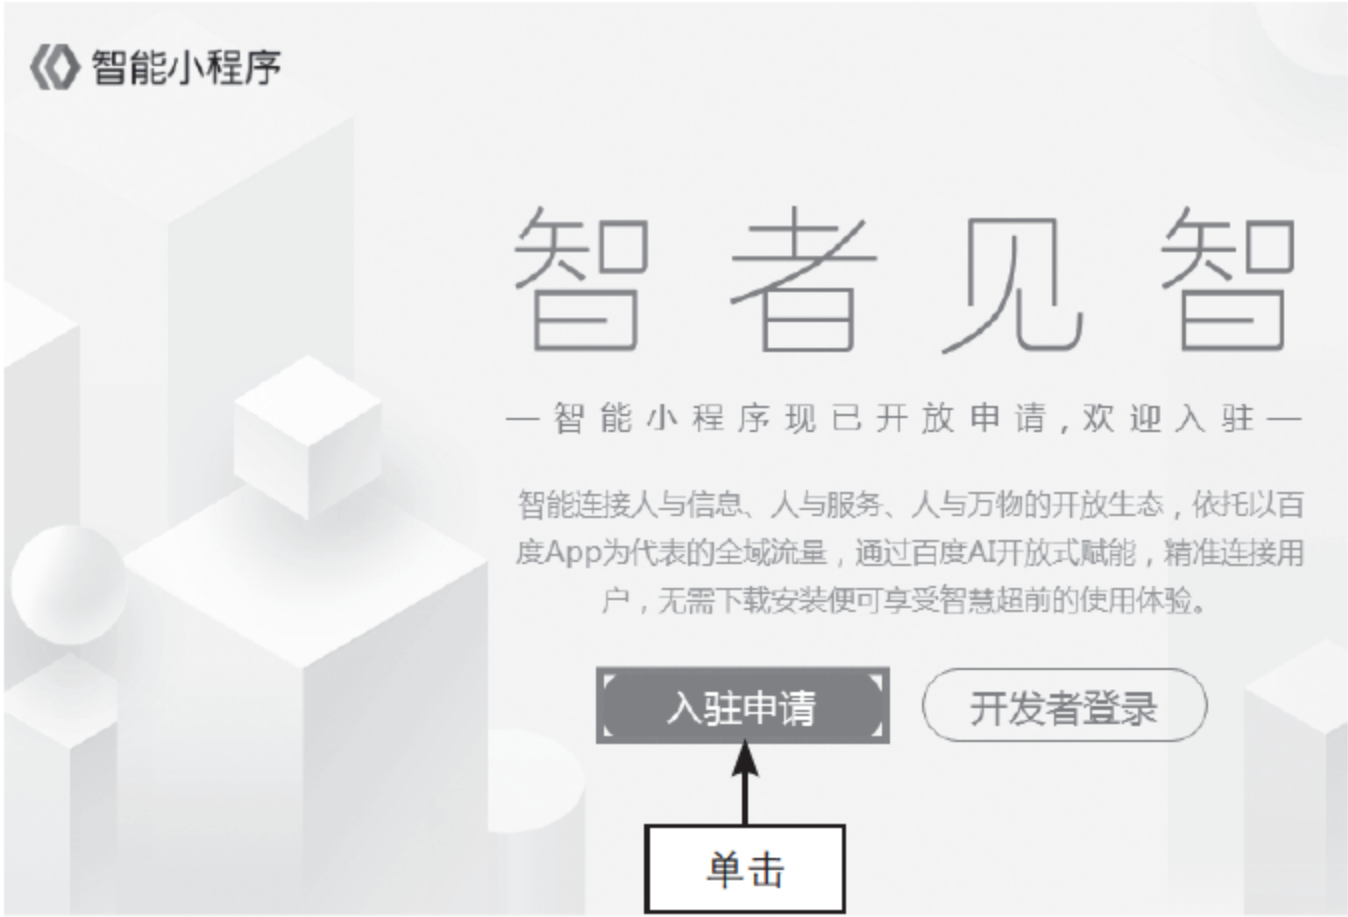 智能小程序
智者见智
—智能小程序现已开放申请,欢迎入驻—
智能连接人与信息、人与服务、人与万物的开放生态，依托以百
度App为代表的全域流量，通过百度AI开放式赋能，精准连接用
户，无需下载安装便可享受智慧超前的使用体验。
入驻申请 开发者登录
单击